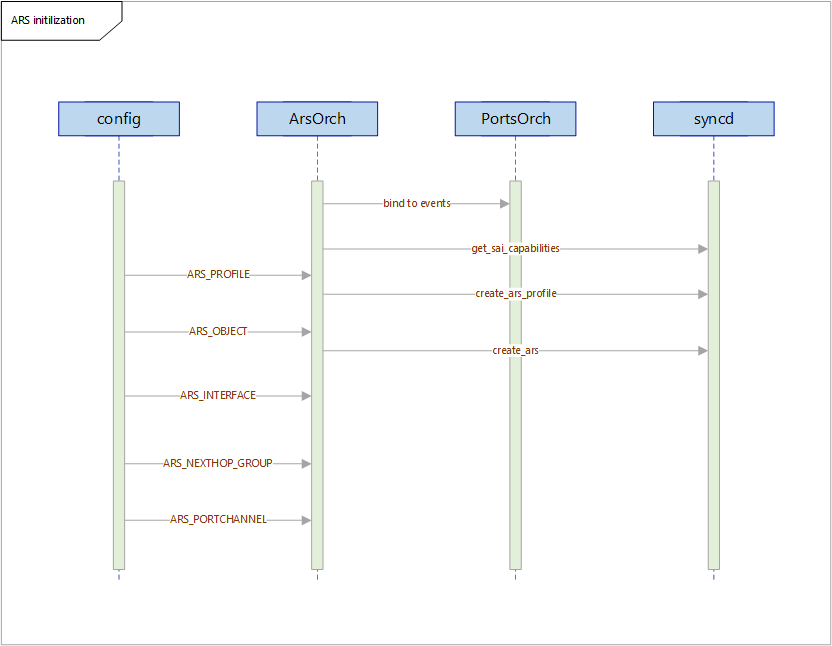 ARS initilization
config
ArsOrch
PortsOrch
syncd
bind to events
get_sai_capabilities
ARS_PROFILE
create_ars_profile
ARS_OBJECT
create_ars
ARS_INTERFACE
ARS_NEXTHOP_GROUP
ARS_PORTCHANNEL